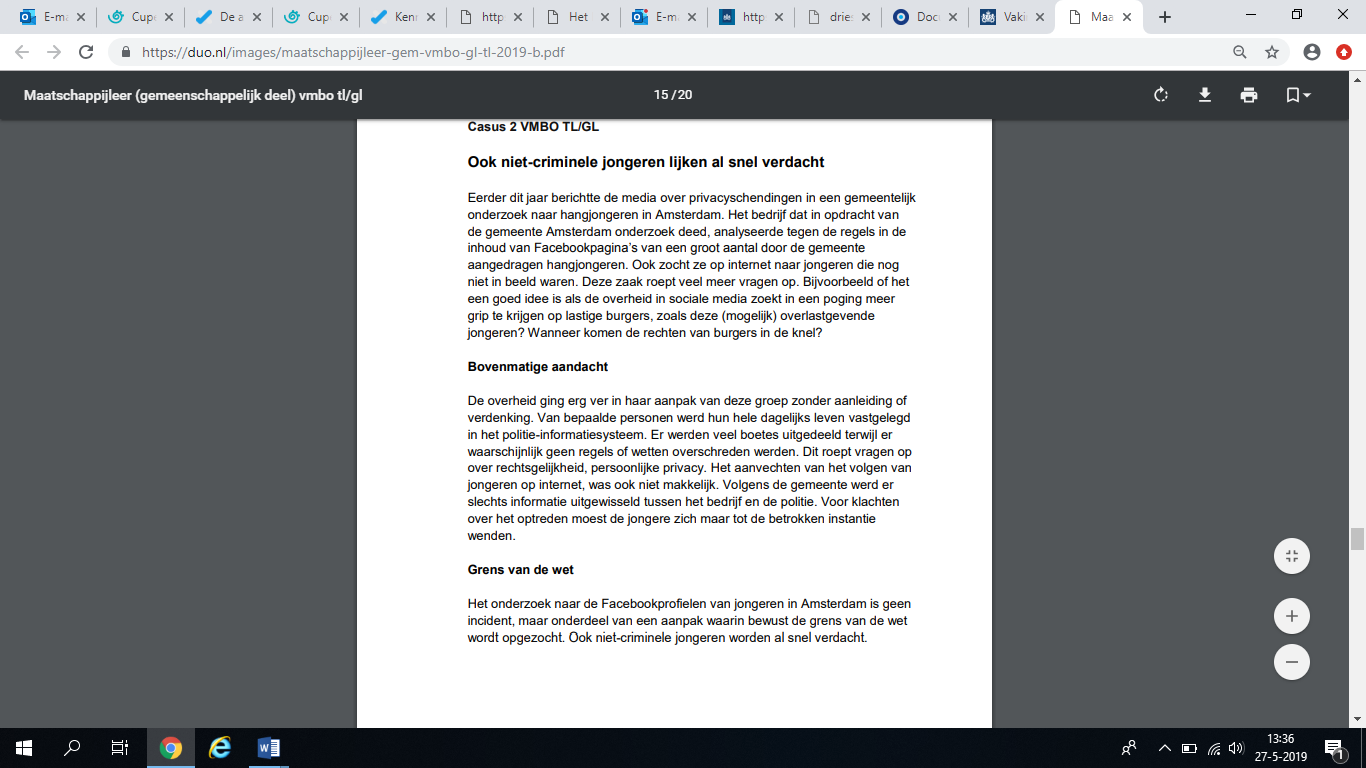 E-ma
Cupe
De a
Cupe
Kenn
http
Het
E-ma
http
dries
Docu
Vaki
Maa
https://duo.nl/images/maatschappijleer-gem-vmbo-gl-tl-2019-b.pdf
Maatschappijleer (gemeenschappelijk deel) vmbo tl/gl
15 / 20
Casus 2 VMBO TL/GL
Ook niet-criminele jongeren lijken al snel verdacht
Eerder dit jaar berichtte de media over privacyschendingen in een gemeentelijk
onderzoek naar hangjongeren in Amsterdam. Het bedrijf dat in opdracht van
de gemeente Amsterdam onderzoek deed, analyseerde tegen de regels in de
inhoud van Facebookpagina's van een groot aantal door de gemeente
aangedragen hangjongeren. Ook zocht ze op internet naar jongeren die nog
niet in beeld waren. Deze zaak roept veel meer vragen op. Bijvoorbeeld of het
een goed idee is als de overheid in sociale media zoekt in een poging meer
grip te krijgen op lastige burgers, zoals deze (mogelijk) overlastgevende
jongeren? Wanneer komen de rechten van burgers in de knel?
Bovenmatige aandacht
De overheid ging erg ver in haar aanpak van deze groep zonder aanleiding of
verdenking. Van bepaalde personen werd hun hele dagelijks leven vastgelegd
in het politie-informatiesysteem. Er werden veel boetes uitgedeeld terwijl er
waarschijnlijk geen regels of wetten overschreden werden. Dit roept vragen op
over rechtsgelijkheid, persoonlijke privacy. Het aanvechten van het volgen van
jongeren op internet, was ook niet makkelijk. Volgens de gemeente werd er
slechts informatie uitgewisseld tussen het bedrijf en de politie. Voor klachten
over het optreden moest de jongere zich maar tot de betrokken instantie
wenden.
Grens van de wet
Het onderzoek naar de Facebookprofielen van jongeren in Amsterdam is geen
incident, maar onderdeel van een aanpak waarin bewust de grens van de wet
wordt opgezocht. Ook niet-criminele jongeren worden al snel verdacht.
13:36
27-5-2019
1